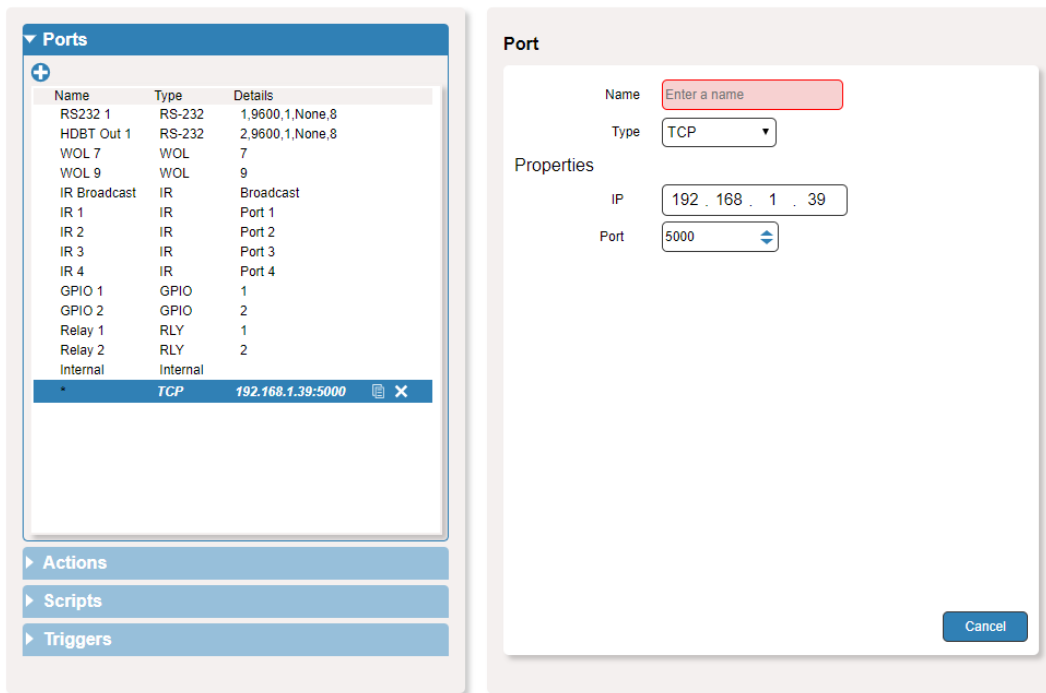 Ports
Name Type Details
RS232 1 RS-232 1,9600,1,None,8
HDBT Out 1 RS-232 2,9600,1,None,8
WOL 7 WOL 7
WOL 9 WOL 9
IR Broadcast IR Broadcast
IR 1 IR Port 1
IR 2 IR Port 2
IR 3 IR Port 3
IR 4 IR Port 4
GPIO 1 GPIO 1
GPIO 2 GPIO 2
Relay 1 RLY 1
Relay 2 RLY 2
Internal Internal
* TCP 192.168.1.39:5000
Actions
Scripts
Triggers
Port
Name Enter a name
Type TCP
Properties
IP 192 . 168 . 1 . 39
Port 5000
Cancel